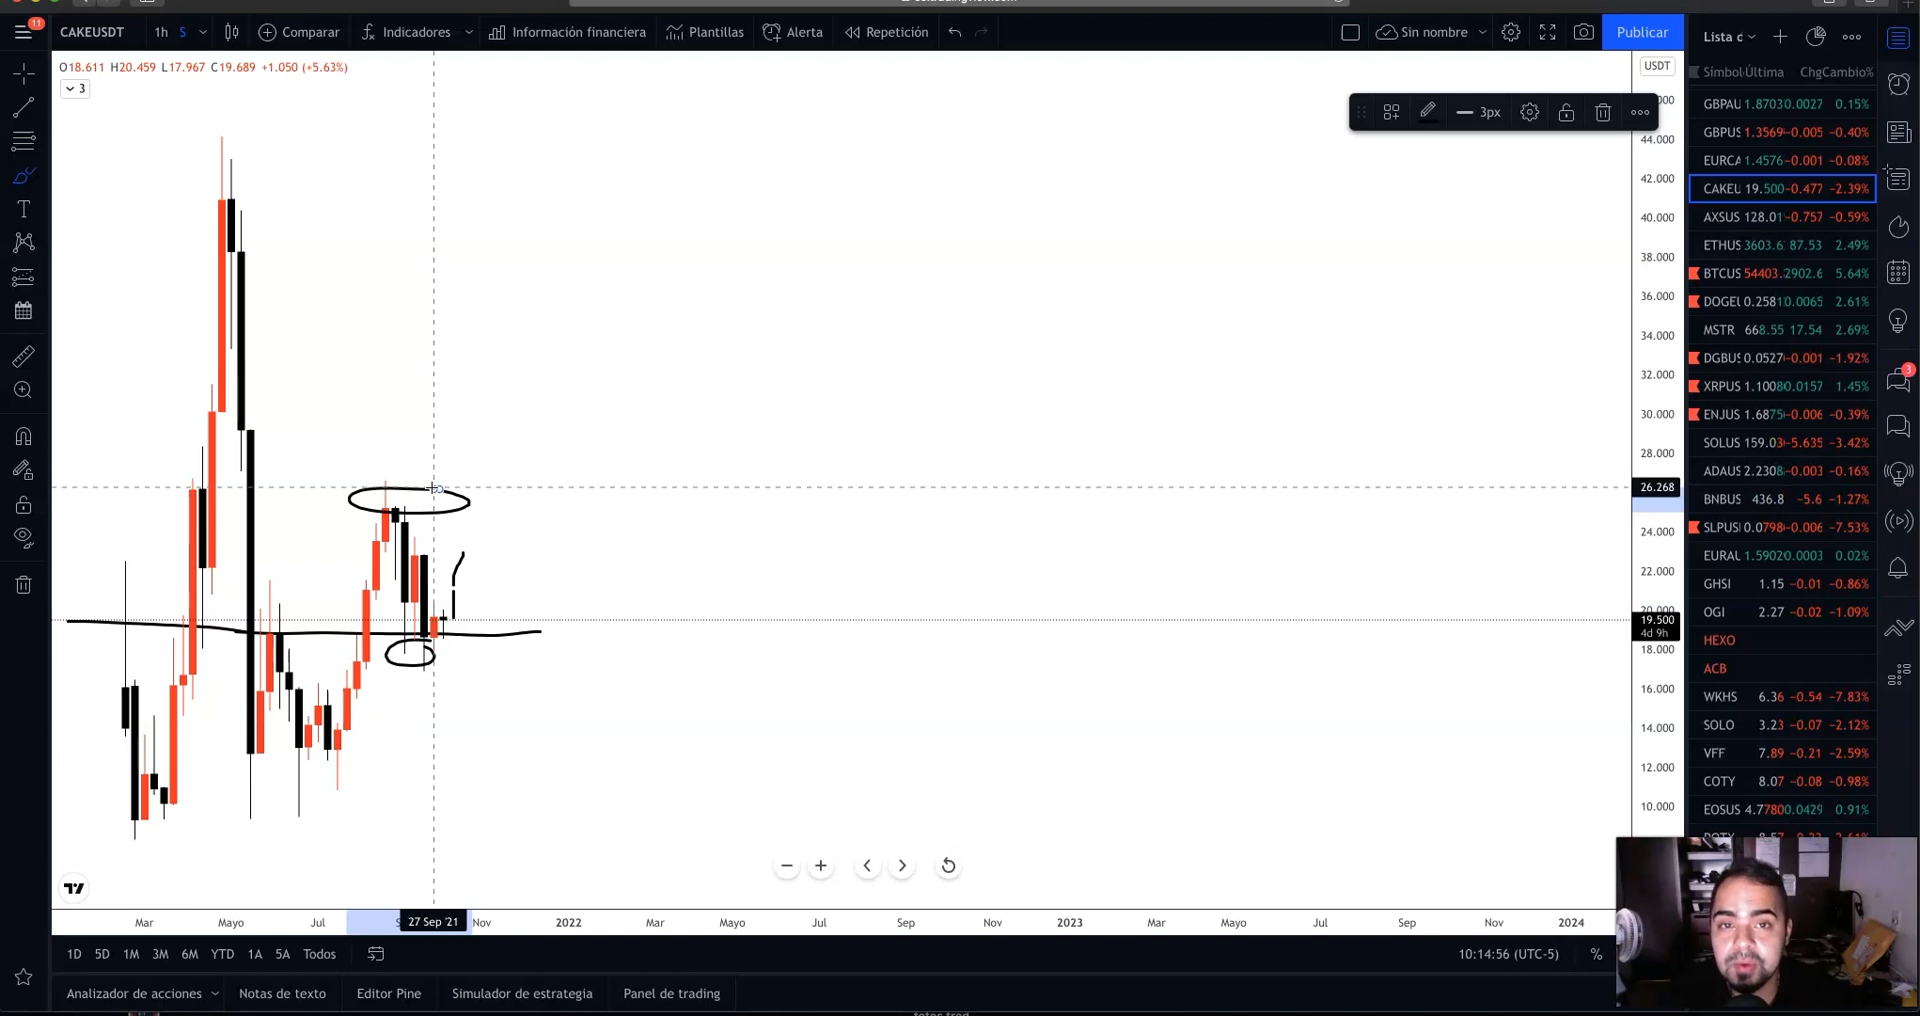 11
CAKEUSDT 1h S Comparar Indicadores Información financiera Plantillas Alerta Repetición Sin nombre Publicar
O18.611 H20.459 L17.967 C19.689 +1.050 (+5.63%)
3
USDT
3px
44.000
42.000
40.000
38.000
36.000
34.000
32.000
30.000
28.000
26.268
24.000
22.000
20.000
19.500
4d 9h
18.000
16.000
14.000
12.000
10.000
Mar Mayo Jul 27 Sep '21 Nov 2022 Mar Mayo Jul Sep Nov 2023 Mar Mayo Jul Sep Nov 2024
1D 5D 1M 3M 6M YTD 1A 5A Todos 10:14:56 (UTC-5) %
Analizador de acciones Notas de texto Editor Pine Simulador de estrategia Panel de trading
Lista d
Símbol Última Chg Cambio%
GBPAU 1.8703 0.0027 0.15%
GBPUS 1.3569 −0.005 −0.40%
EURCA 1.4576 −0.001 −0.08%
CAKEU 19.500 −0.477 −2.39%
AXSUS 128.01 −0.757 −0.59%
ETHUS 3603.6 87.53 2.49%
BTCUS 54403. 2902.6 5.64%
DOGEU 0.2581 0.0065 2.61%
MSTR 668.55 17.54 2.69%
DGBUS 0.0527 −0.001 −1.92%
XRPUS 1.1008 0.0157 1.45%
ENJUS 1.6875 −0.006 −0.39%
SOLUS 159.03 −5.635 −3.42%
ADAUS 2.2308 −0.003 −0.16%
BNBUS 436.8 −5.6 −1.27%
SLPUS 0.0798 −0.006 −7.53%
EURAU 1.5902 0.0003 0.02%
GHSI 1.15 −0.01 −0.86%
OGI 2.27 −0.02 −1.09%
HEXO
ACB
WKHS 6.36 −0.54 −7.83%
SOLO 3.23 −0.07 −2.12%
VFF 7.89 −0.21 −2.59%
COTY 8.07 −0.08 −0.98%
EOSUS 4.7780 0.0429 0.91%
3